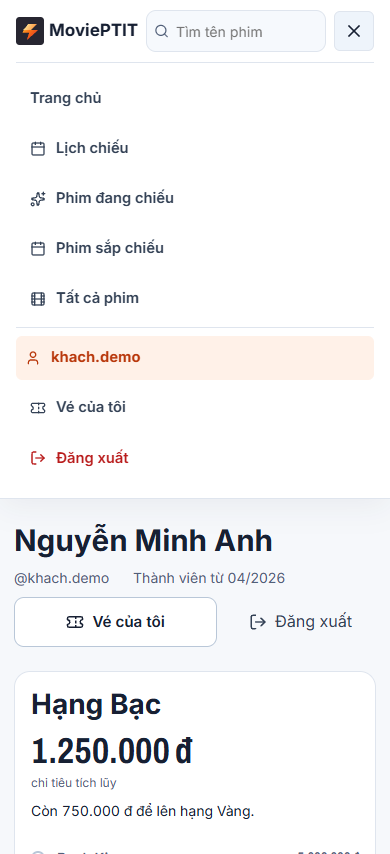 MoviePTIT
Tìm tên phim
Trang chủ
Lịch chiếu
Phim đang chiếu
Phim sắp chiếu
Tất cả phim
khach.demo
Vé của tôi
Đăng xuất
Nguyễn Minh Anh
@khach.demo Thành viên từ 04/2026
Vé của tôi Đăng xuất
Hạng Bạc
1.250.000 đ
chi tiêu tích lũy
Còn 750.000 đ để lên hạng Vàng.